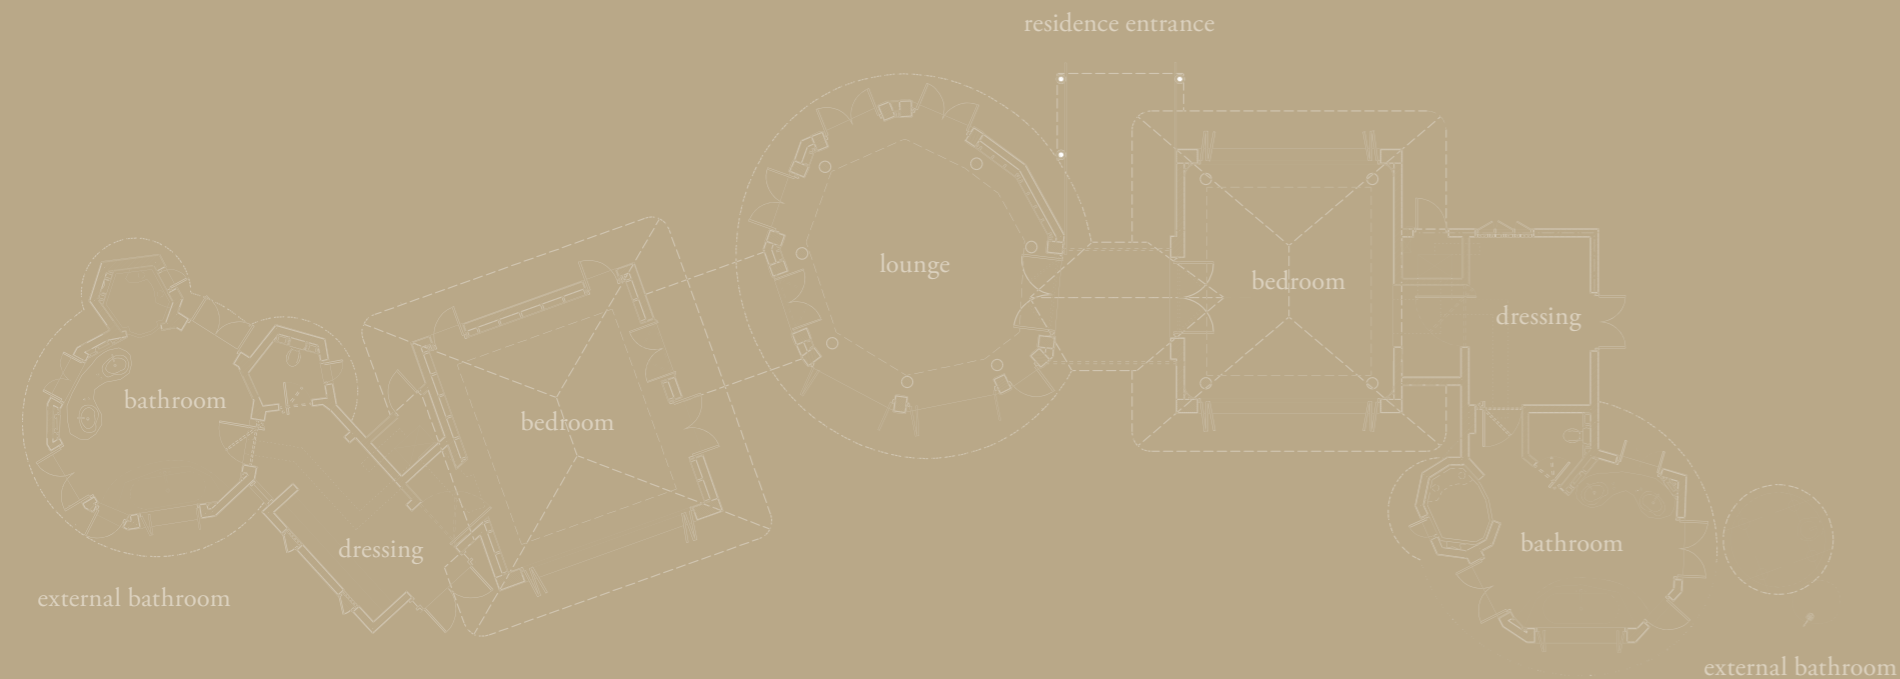 residence entrance
lounge
bedroom
dressing
bathroom
bedroom
dressing
bathroom
external bathroom
external bathroom